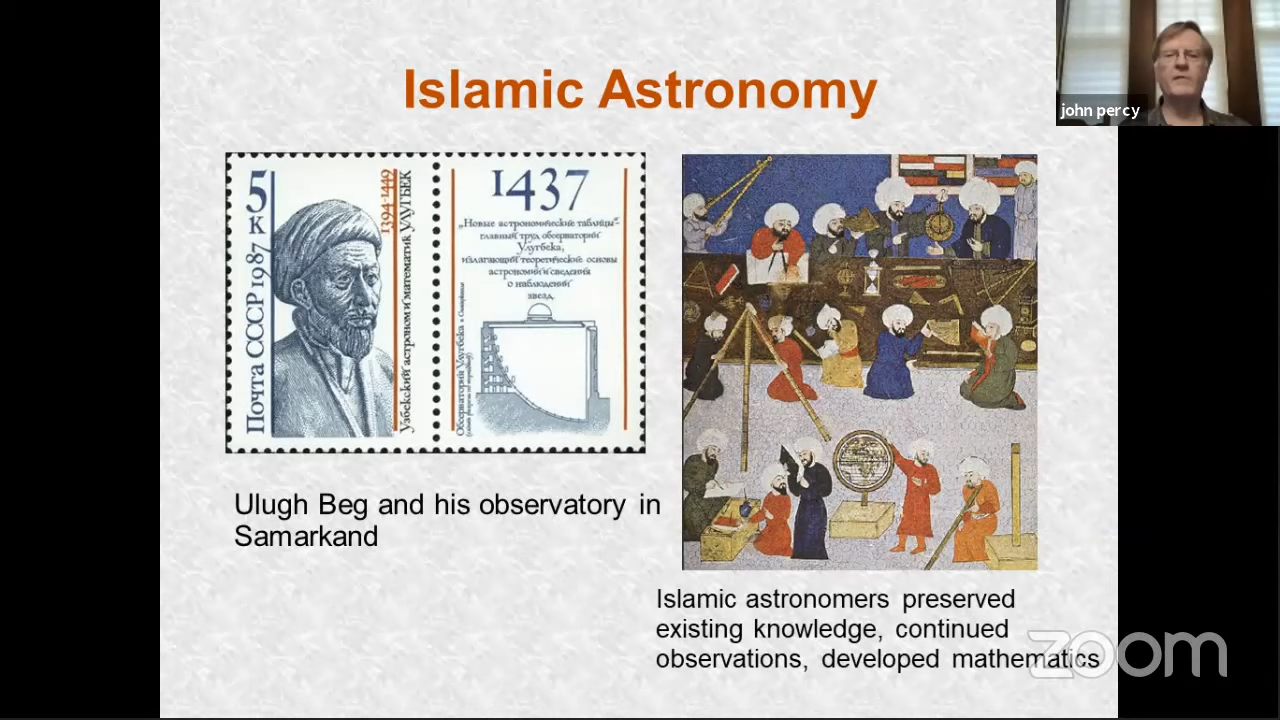 Islamic Astronomy
john percy
5
К
Почта СССР 1987
1394-1449
Узбекский астроном и математик УЛУГБЕК
1437
„Новые астрономические таблицы"-
главный труд обсерватории
Улугбека,
излагающий теоретические основы
астрономии и сведения
о наблюдении
звезд.
Обсерватория Улугбека в Самарканде
Ulugh Beg and his observatory in
Samarkand
Islamic astronomers preserved
existing knowledge, continued
observations, developed mathematics
zoom